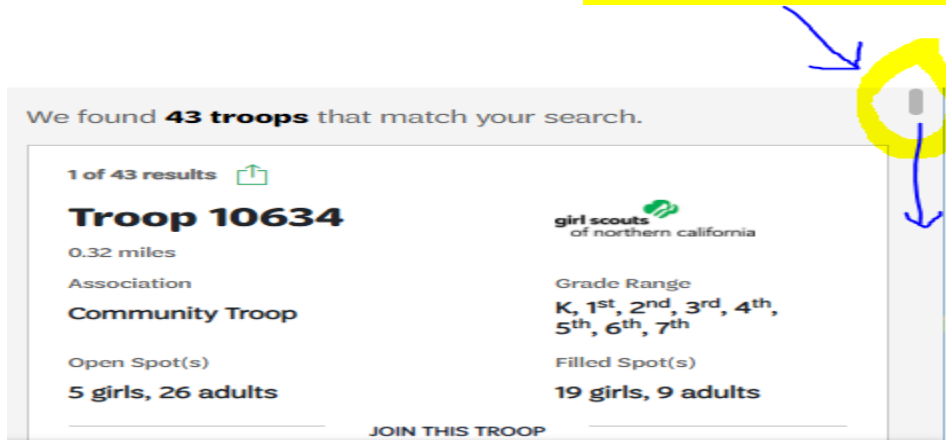 We found 43 troops that match your search.
1 of 43 results
Troop 10634
girl scouts
of northern california
0.32 miles
Association
Grade Range
Community Troop
K, 1st, 2nd, 3rd, 4th,
5th, 6th, 7th
Open Spot(s)
Filled Spot(s)
5 girls, 26 adults
19 girls, 9 adults
JOIN THIS TROOP